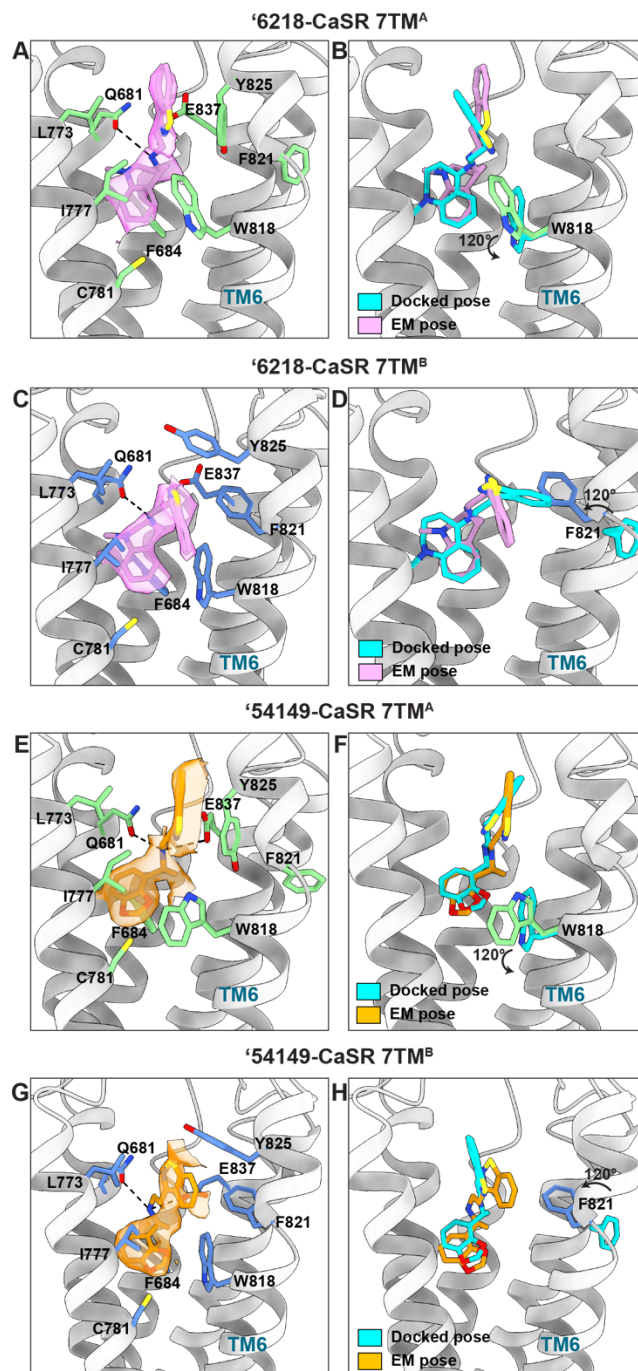 ‘6218-CaSR 7TMᴬ
A
Q681
Y825
E837
L773
F821
I777
W818
F684
C781
TM6
B
W818
120°
TM6
Docked pose
EM pose
‘6218-CaSR 7TMᴮ
C
Y825
Q681
E837
L773
F821
I777
F684
W818
C781
TM6
D
120°
F821
TM6
Docked pose
EM pose
‘54149-CaSR 7TMᴬ
E
Y825
E837
L773
Q681
F821
I777
F684
W818
C781
TM6
F
W818
120°
TM6
Docked pose
EM pose
‘54149-CaSR 7TMᴮ
G
Q681
Y825
L773
E837
F821
I777
F684
W818
C781
TM6
H
120°
F821
Docked pose
EM pose
TM6